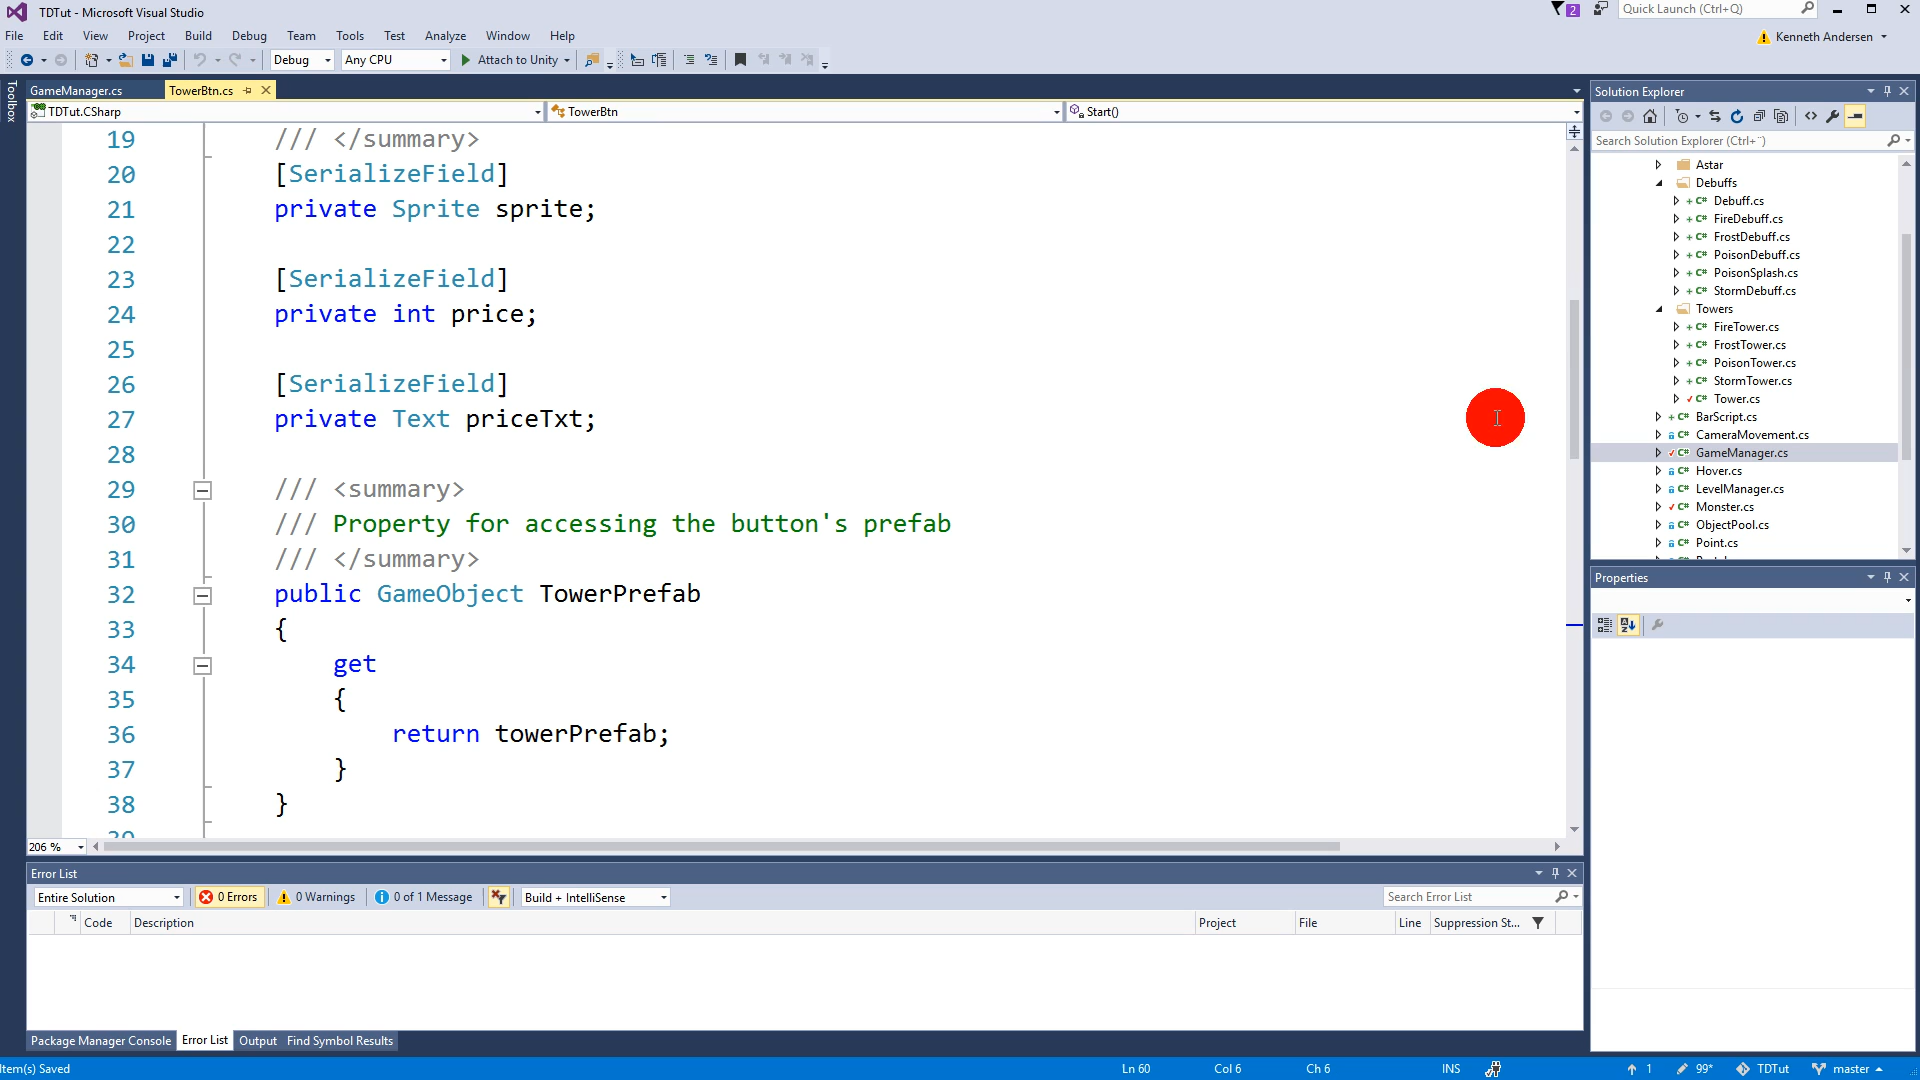 TDTut - Microsoft Visual Studio
2
Quick Launch (Ctrl+Q)
File Edit View Project Build Debug Team Tools Test Analyze Window Help
Kenneth Andersen
Debug Any CPU Attach to Unity
Toolbox
GameManager.cs TowerBtn.cs
TDTut.CSharp TowerBtn Start()
19 /// </summary>
20 [SerializeField]
21 private Sprite sprite;
22
23 [SerializeField]
24 private int price;
25
26 [SerializeField]
27 private Text priceTxt;
28
29 /// <summary>
30 /// Property for accessing the button's prefab
31 /// </summary>
32 public GameObject TowerPrefab
33 {
34 get
35 {
36 return towerPrefab;
37 }
38 }
39
206 %
Solution Explorer
Search Solution Explorer (Ctrl+¨)
Astar
Debuffs
C# Debuff.cs
C# FireDebuff.cs
C# FrostDebuff.cs
C# PoisonDebuff.cs
C# PoisonSplash.cs
C# StormDebuff.cs
Towers
C# FireTower.cs
C# FrostTower.cs
C# PoisonTower.cs
C# StormTower.cs
C# Tower.cs
C# BarScript.cs
C# CameraMovement.cs
C# GameManager.cs
C# Hover.cs
C# LevelManager.cs
C# Monster.cs
C# ObjectPool.cs
C# Point.cs
Properties
Error List
Entire Solution 0 Errors 0 Warnings 0 of 1 Message Build + IntelliSense Search Error List
Code Description Project File Line Suppression St...
Package Manager Console Error List Output Find Symbol Results
Item(s) Saved Ln 60 Col 6 Ch 6 INS 1 99* TDTut master